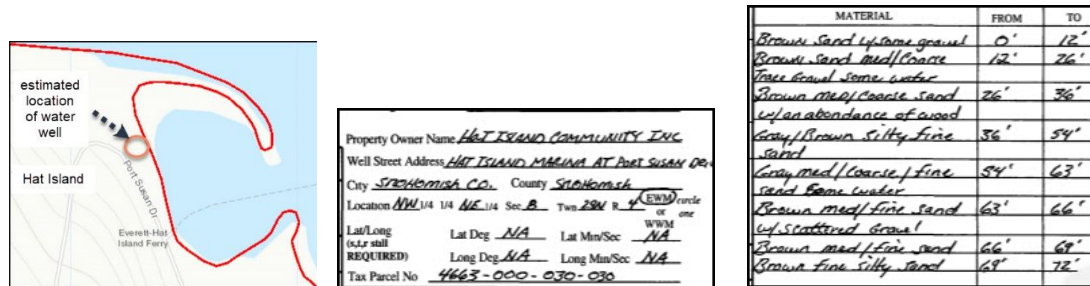 estimated
location
of water
well
Hat Island
Port Susan Dr
Everett-Hat
Island Ferry
Property Owner Name HAT ISLAND COMMUNITY INC
Well Street Address HAT ISLAND MARINA AT PORT SUSAN
City SNOHOMISH CO. County SNOHOMISH
Location NW 1/4 1/4 NE 1/4 Sec 8 Twn 29N R 4 EWM circle
or one
WWM
Lat/Long
(s,t,r still
REQUIRED)
Lat Deg NA Lat Min/Sec NA
Long Deg NA Long Min/Sec NA
Tax Parcel No 4663-000-030-030
MATERIAL FROM TO
Brown Sand w/some gravel 0' 12'
Brown Sand med/Coarse 12' 26'
Trace Gravel some water
Brown med/coarse sand 26' 36'
w/an abundance of wood
Gray/Brown Silty fine 36' 54'
Sand
Gray med/coarse/fine 54' 63'
sand some water
Brown med/fine sand 63' 66'
w/scattered Gravel
Brown med/fine sand 66' 69'
Brown fine silty sand 69' 72'